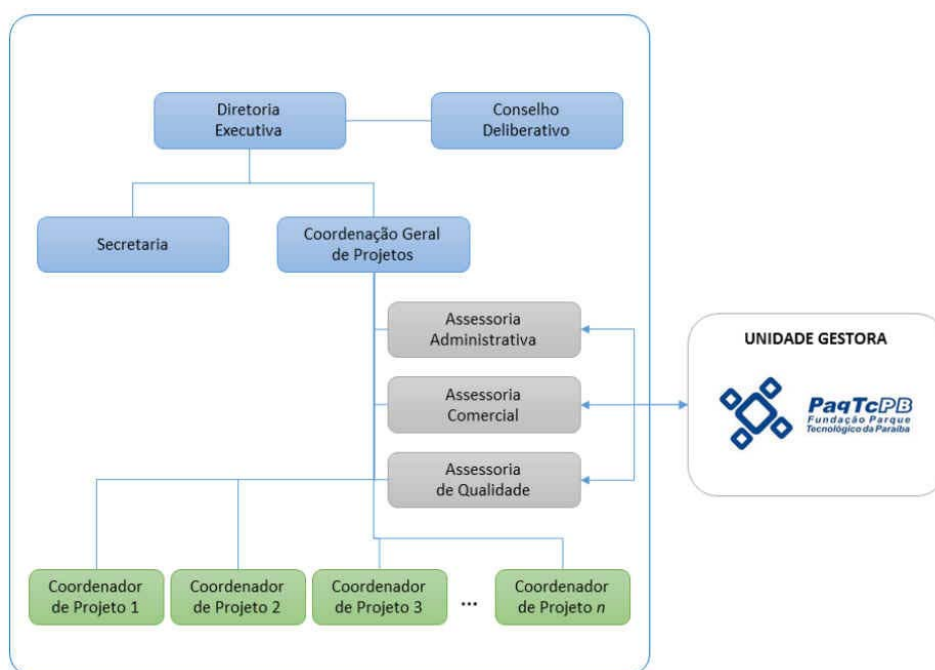 Diretoria
Executiva
Conselho
Deliberativo
Secretaria
Coordenação Geral
de Projetos
Assessoria
Administrativa
Assessoria
Comercial
Assessoria
de Qualidade
UNIDADE GESTORA
PaqTcPB
Fundação Parque
Tecnológico da Paraíba
Coordenador
de Projeto 1
Coordenador
de Projeto 2
Coordenador
de Projeto 3
...
Coordenador
de Projeto n